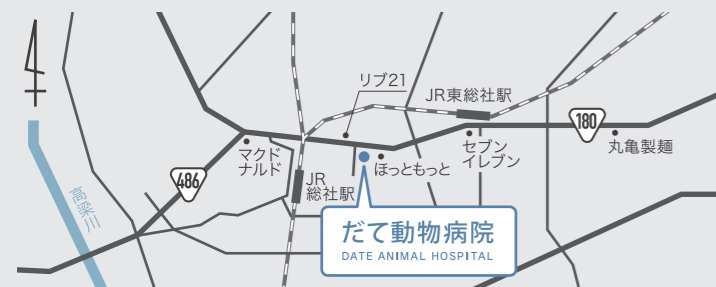 リブ21
JR東総社駅
180
マクド
ナルド
セブン
イレブン
丸亀製麺
ほっともっと
486
JR
総社駅
高梁川
だて動物病院
DATE ANIMAL HOSPITAL